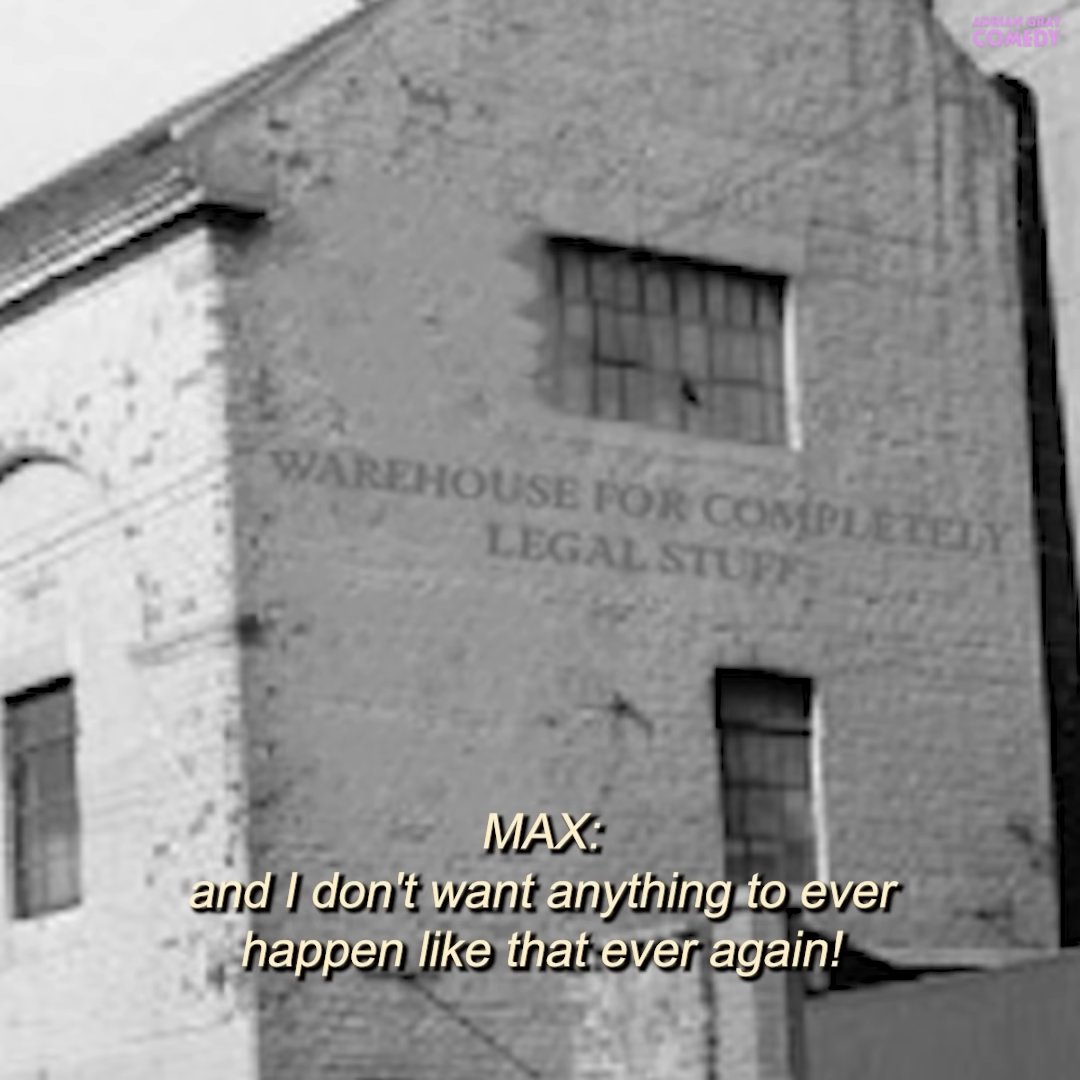 ADRIAN GRAY
COMEDY
WAREHOUSE FOR COMPLETELY
LEGAL STUFF
MAX:
and I don't want anything to ever
happen like that ever again!